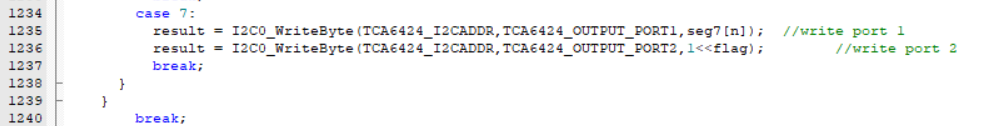 1234 case 7:
1235 result = I2C0_WriteByte(TCA6424_I2CADDR,TCA6424_OUTPUT_PORT1,seg7[n]); //write port 1
1236 result = I2C0_WriteByte(TCA6424_I2CADDR,TCA6424_OUTPUT_PORT2,1<<flag); //write port 2
1237 break;
1238 }
1239 }
1240 break;